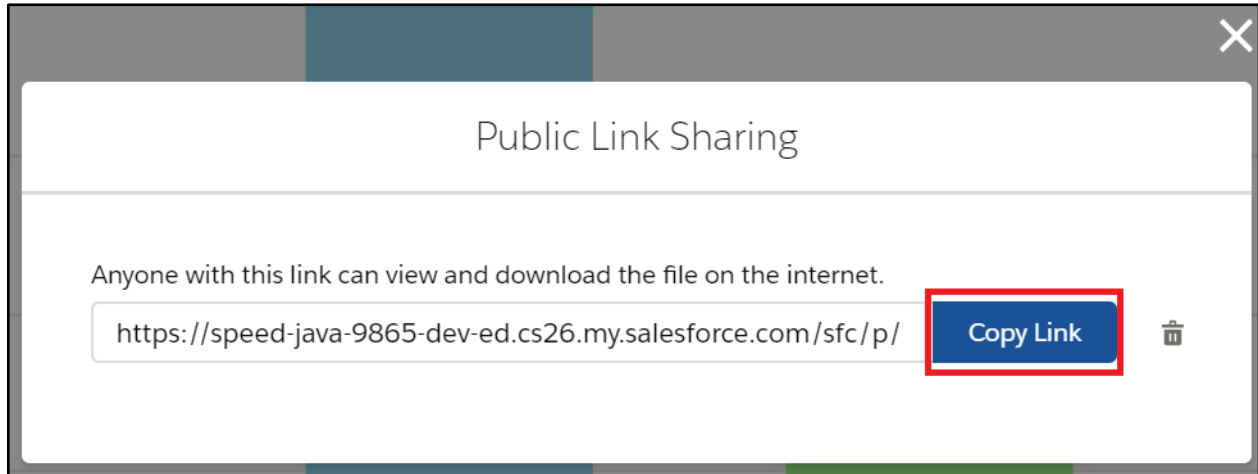 Public Link Sharing
Anyone with this link can view and download the file on the internet.
https://speed-java-9865-dev-ed.cs26.my.salesforce.com/sfc/p/ Copy Link